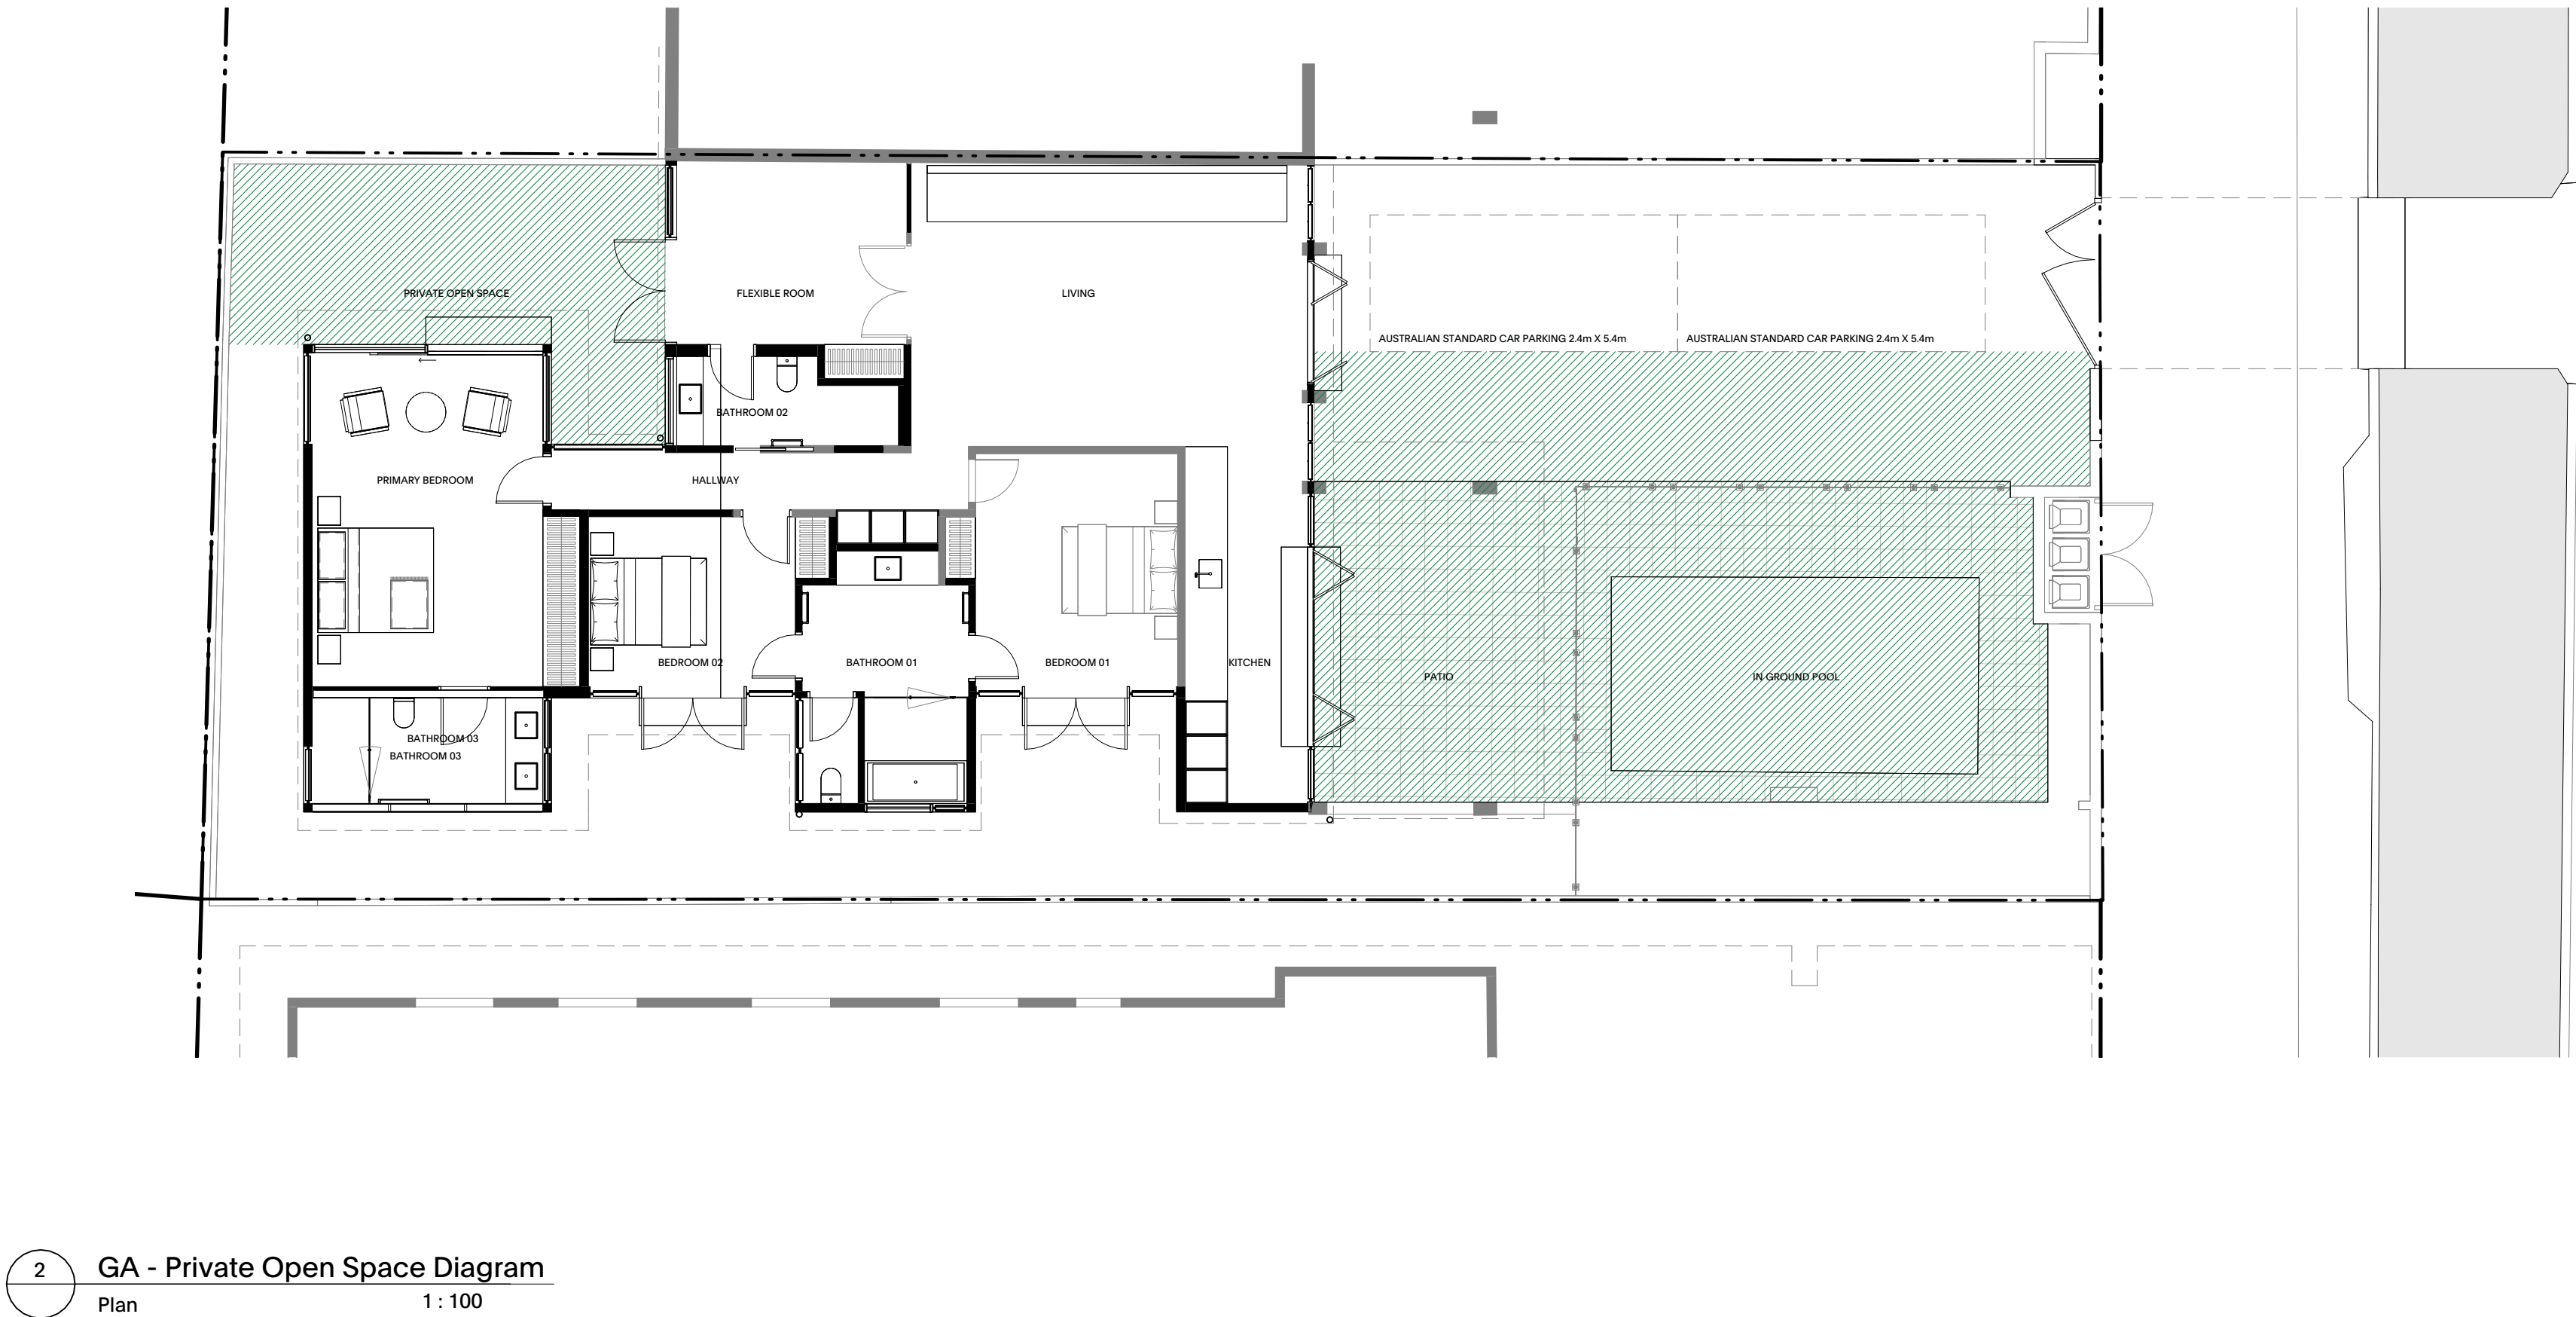 PRIVATE OPEN SPACE
FLEXIBLE ROOM
LIVING
AUSTRALIAN STANDARD CAR PARKING 2.4m X 5.4m
AUSTRALIAN STANDARD CAR PARKING 2.4m X 5.4m
BATHROOM 02
PRIMARY BEDROOM
HALLWAY
BEDROOM 02
BATHROOM 01
BEDROOM 01
KITCHEN
PATIO
IN GROUND POOL
BATHROOM 03
BATHROOM 03
2
GA - Private Open Space Diagram
Plan
1 : 100